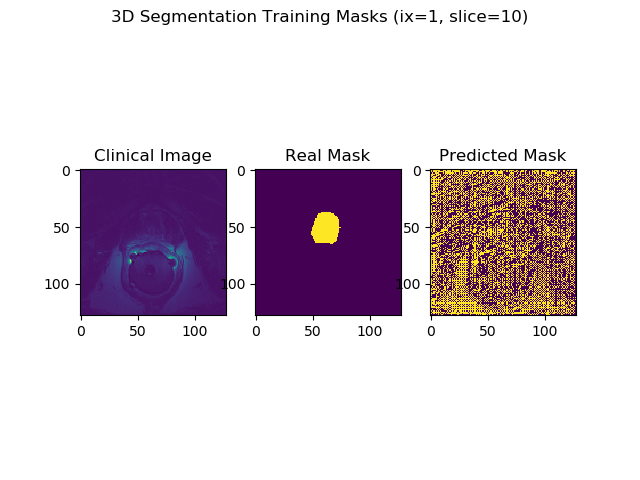 3D Segmentation Training Masks (ix=1, slice=10)
Clinical Image Real Mask Predicted Mask
0 0 0
50 50 50
100 100 100
0 50 100 0 50 100 0 50 100